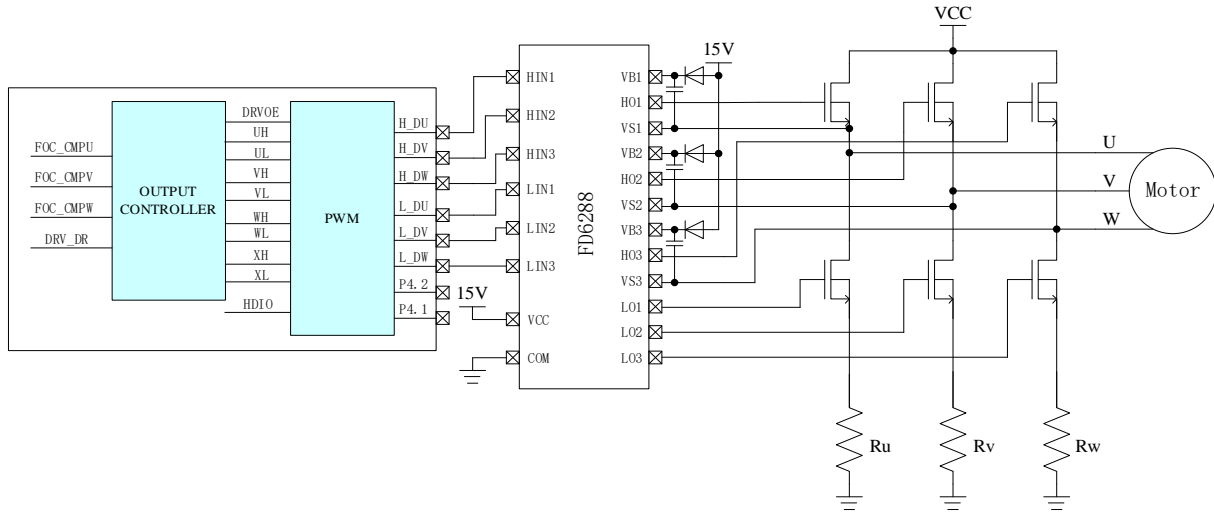 VCC
15V
HIN1
VB1
HO1
DRVOE
H_DU
HIN2
VS1
FOC_CMPU
UH
H_DV
UL
HIN3
VB2
U
FOC_CMPV
VH
H_DW
HO2
OUTPUT
CONTROLLER
VL
PWM
LIN1
FD6288
V
Motor
FOC_CMPW
WH
L_DU
VS2
WL
L_DV
LIN2
VB3
W
DRV_DR
XH
L_DW
LIN3
HO3
XL
P4.2
VS3
15V
HDIO
P4.1
LO1
VCC
LO2
COM
LO3
Ru
Rv
Rw